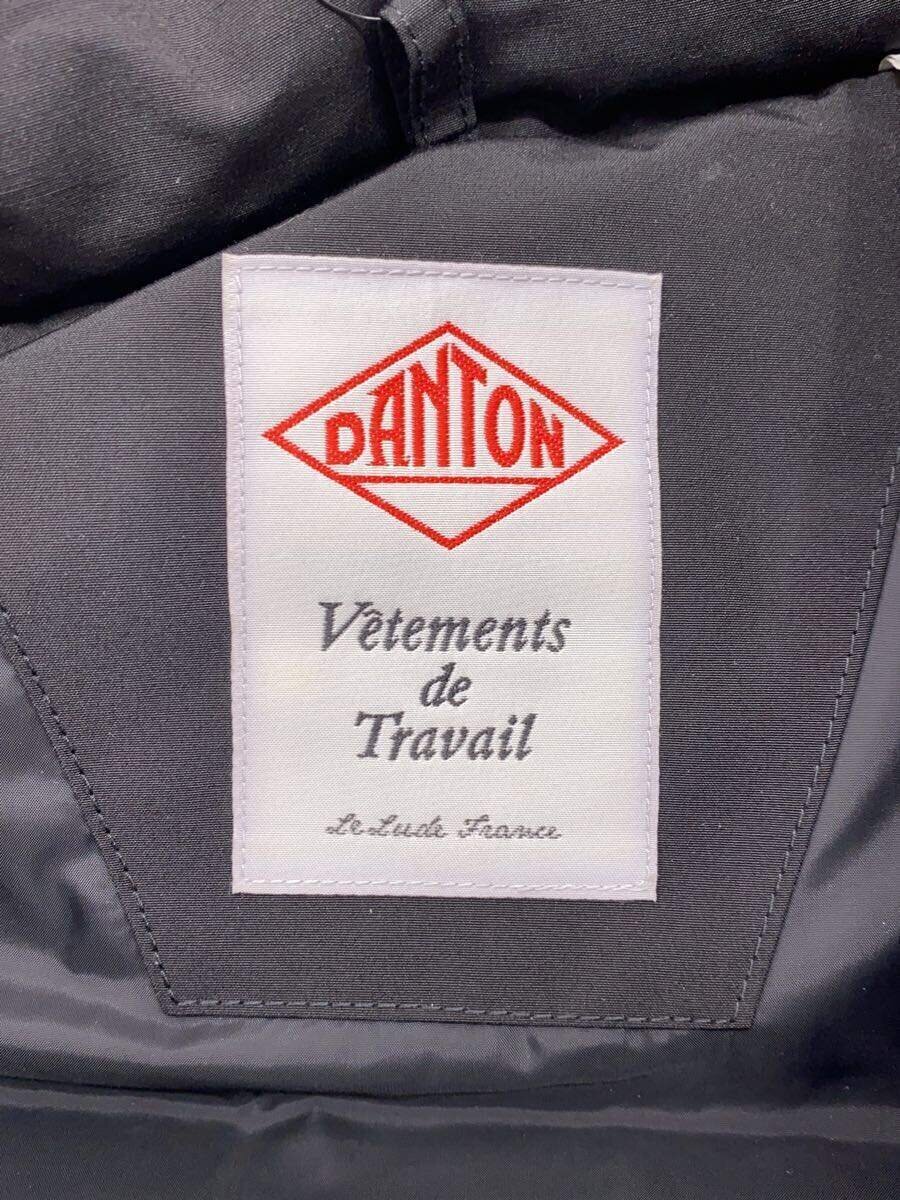 DANTON
Vêtements
de
Travail
Le Lude France